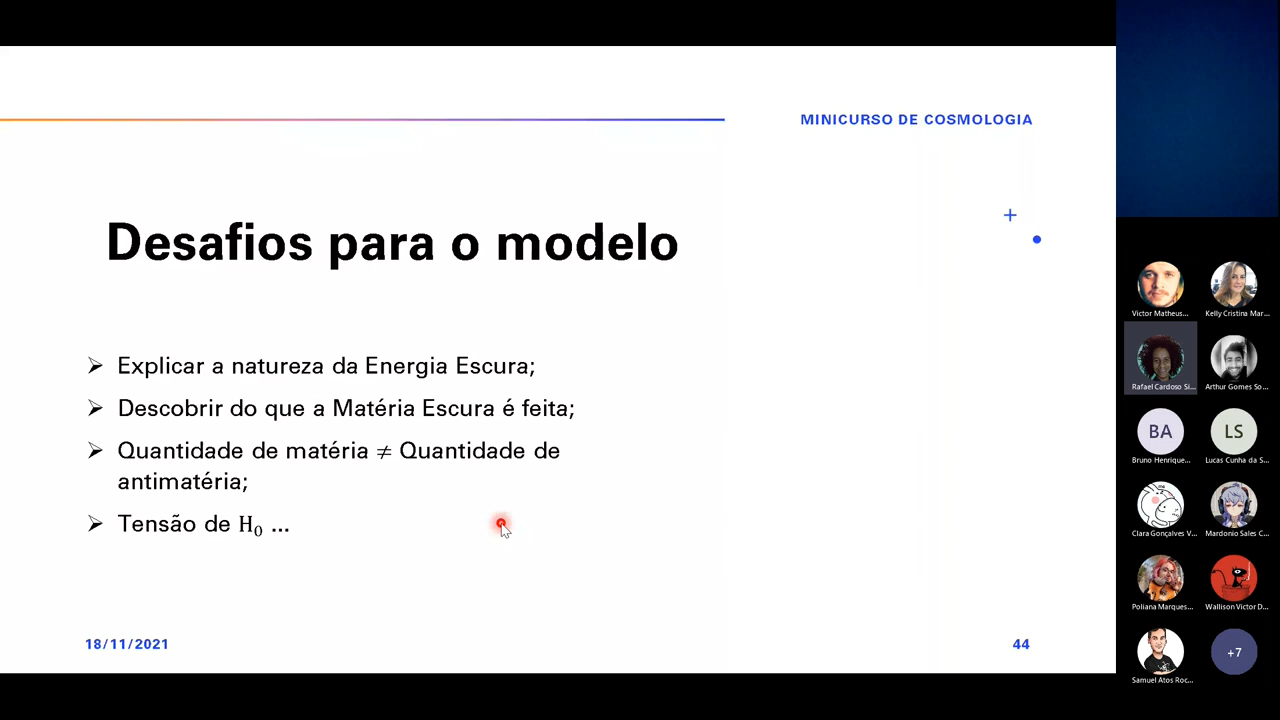 MINICURSO DE COSMOLOGIA
Desafios para o modelo
➢ Explicar a natureza da Energia Escura;
➢ Descobrir do que a Matéria Escura é feita;
➢ Quantidade de matéria ≠ Quantidade de
antimatéria;
➢ Tensão de H₀ ...
18/11/2021
44
Victor Matheus...
Kelly Cristina Mar...
Rafael Cardoso Si...
Arthur Gomes So...
BA
LS
Bruno Henrique...
Lucas Cunha da S...
Clara Gonçalves V...
Mardonio Sales C...
Poliana Marques...
Wallison Victor D...
+7
Samuel Atos Roc...